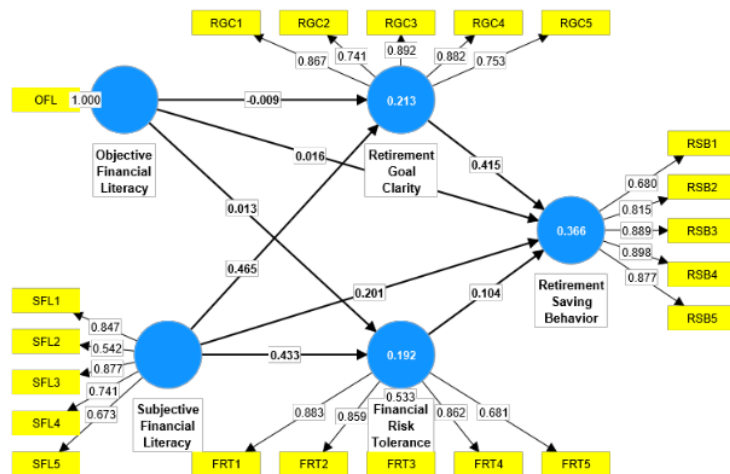 RGC1
RGC2
RGC3
RGC4
RGC5
0.867
0.741
0.892
0.882
0.753
OFL
1.000
-0.009
0.213
Objective
Financial
Literacy
0.016
Retirement
Goal
Clarity
0.415
RSB1
RSB2
RSB3
RSB4
RSB5
0.680
0.815
0.889
0.898
0.877
0.013
0.366
0.465
0.201
0.104
Retirement
Saving
Behavior
SFL1
SFL2
SFL3
SFL4
SFL5
0.847
0.542
0.877
0.741
0.673
0.433
0.192
Subjective
Financial
Literacy
0.533
Financial
Risk
Tolerance
0.883
0.859
0.862
0.681
FRT1
FRT2
FRT3
FRT4
FRT5